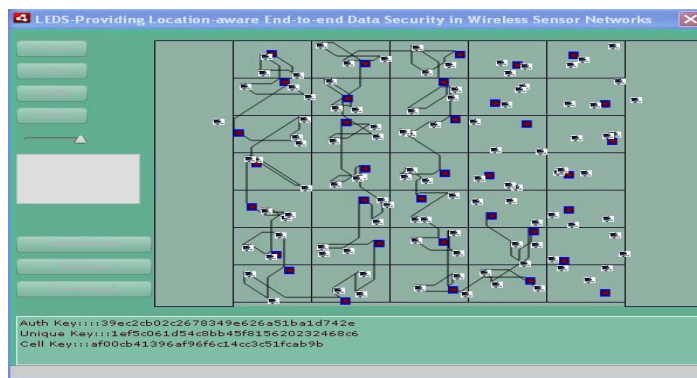 LEDS-Providing Location-aware End-to-end Data Security in Wireless Sensor Networks
Auth Key::::39ec2cb02c2678349e626a51ba1d742e
Unique Key:::1ef5c061d54c8bb45f815620232468c6
Cell Key:::af00cb41396af96f6c14cc3c51fcab9b